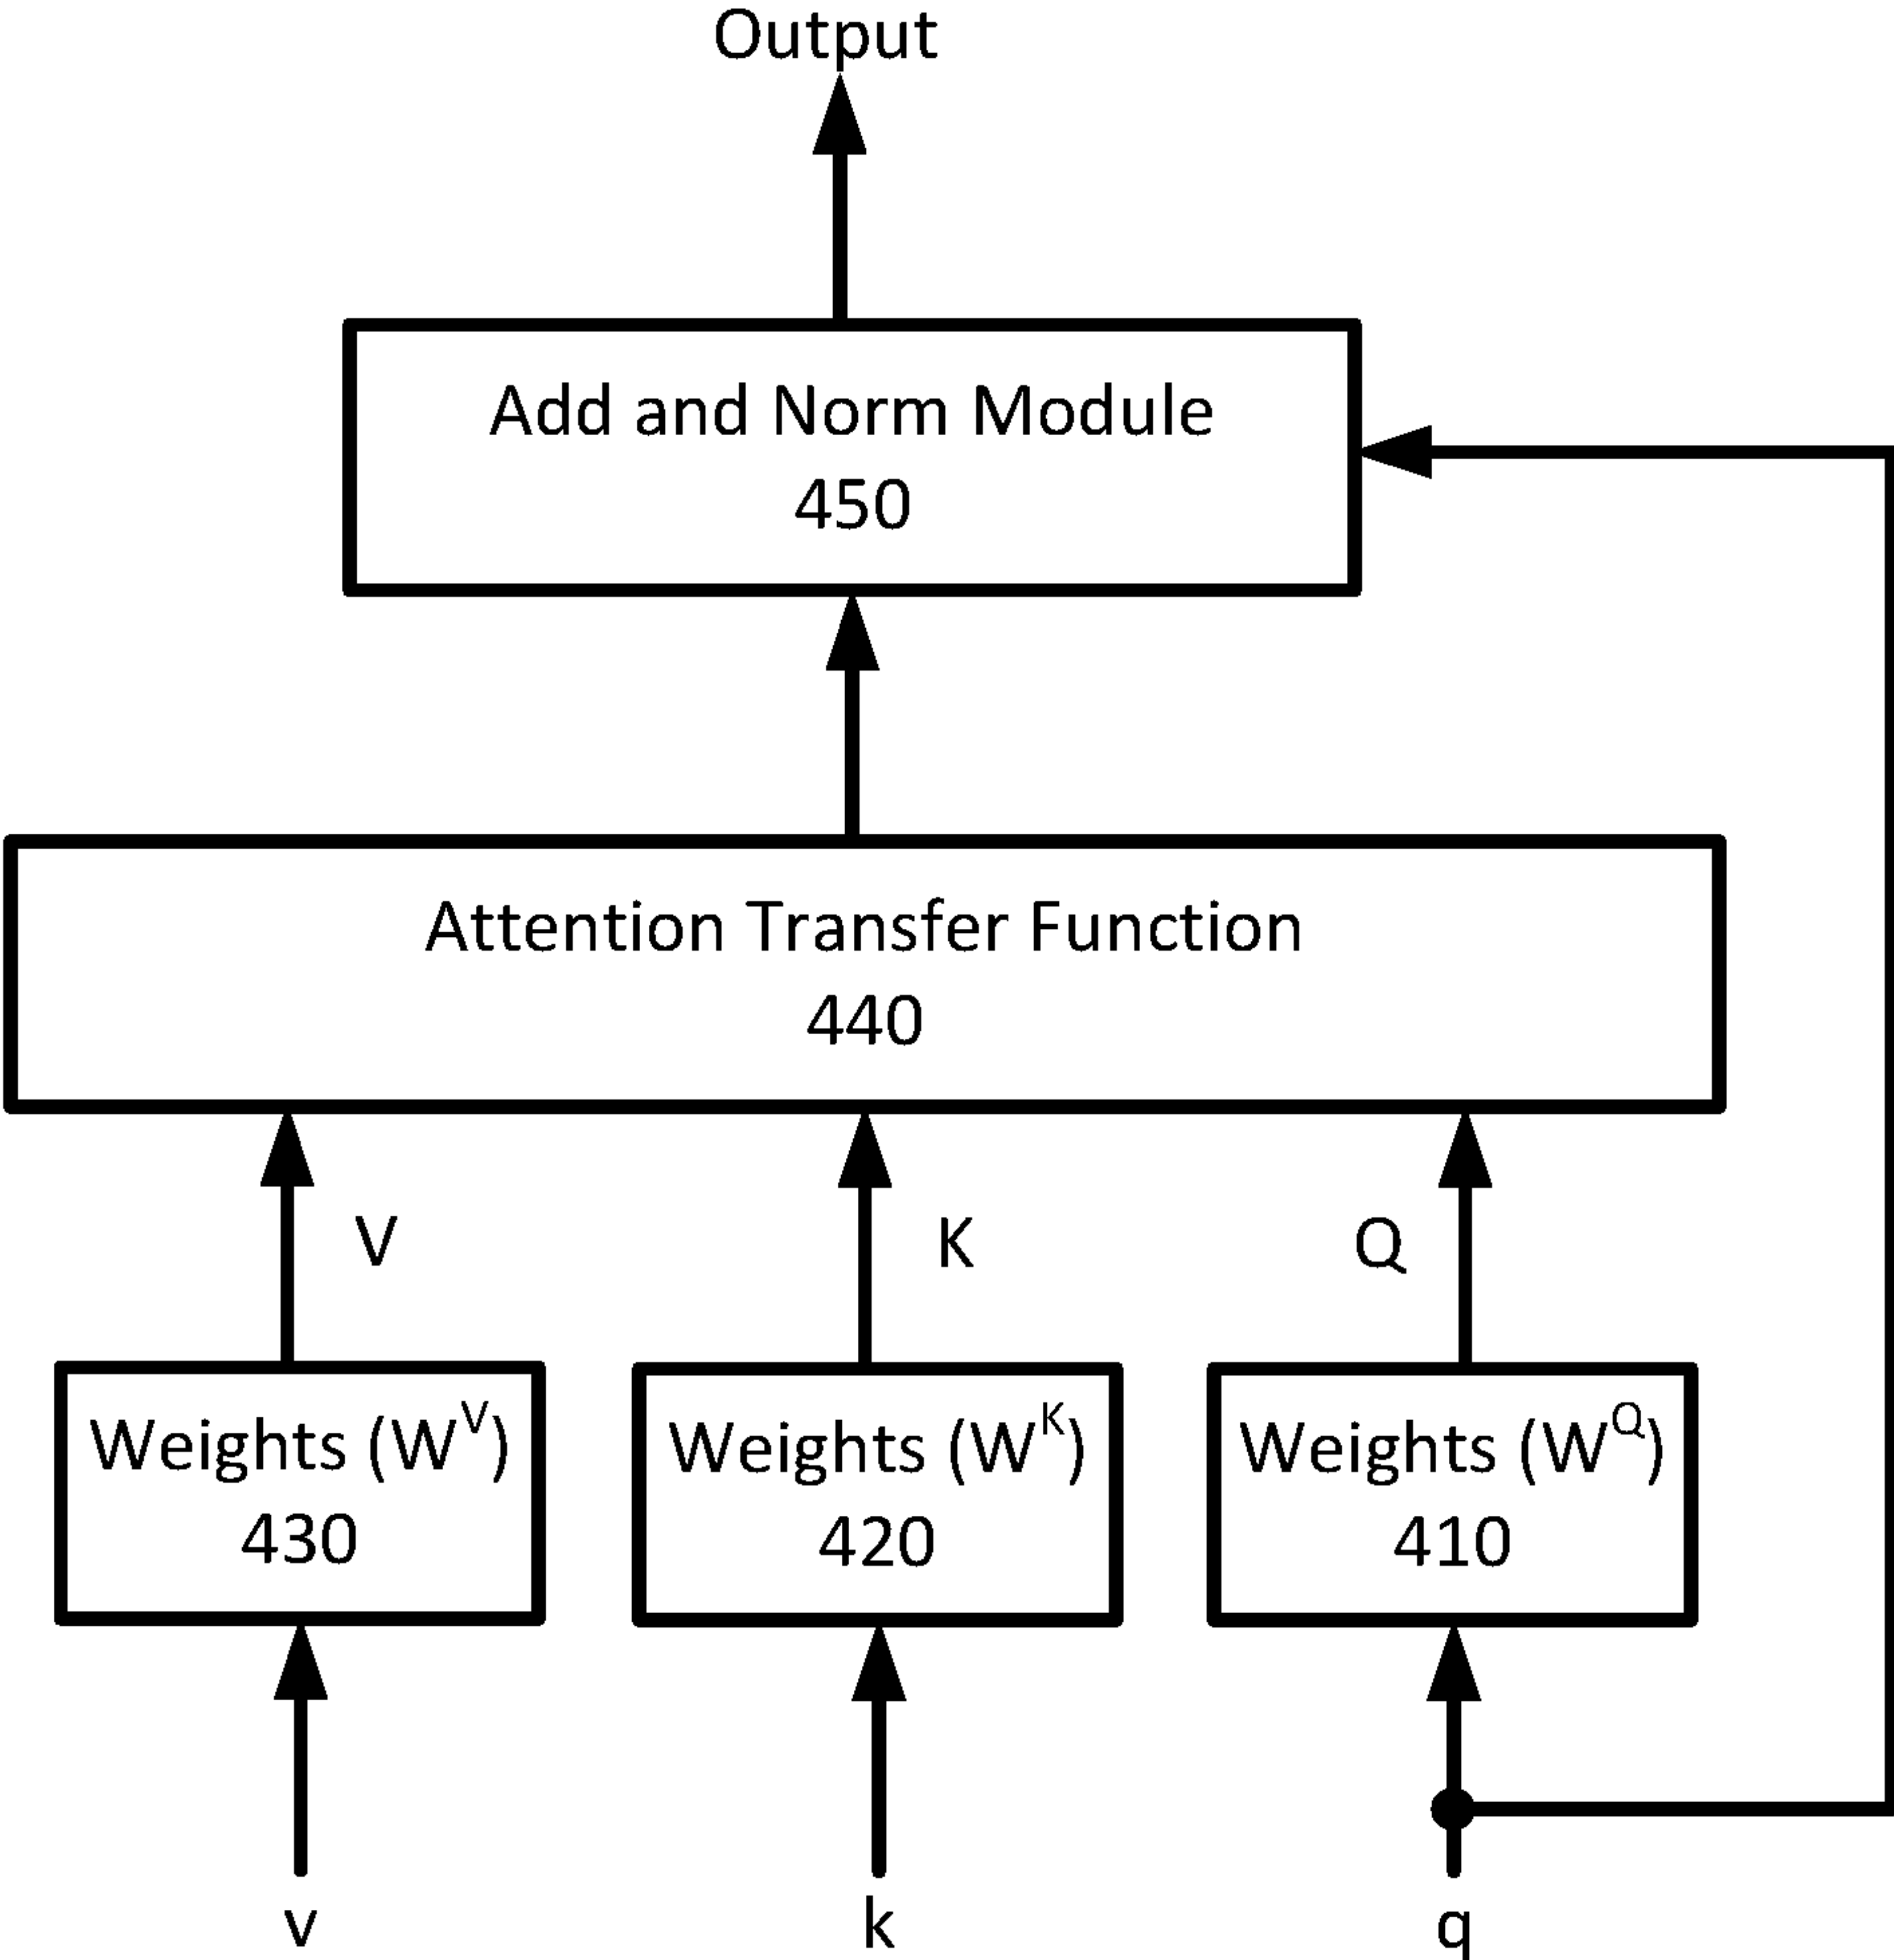 Output
Add and Norm Module
450
Attention Transfer Function
440
V
K
Q
Weights (W^V)
430
Weights (W^K)
420
Weights (W^Q)
410
v
k
q